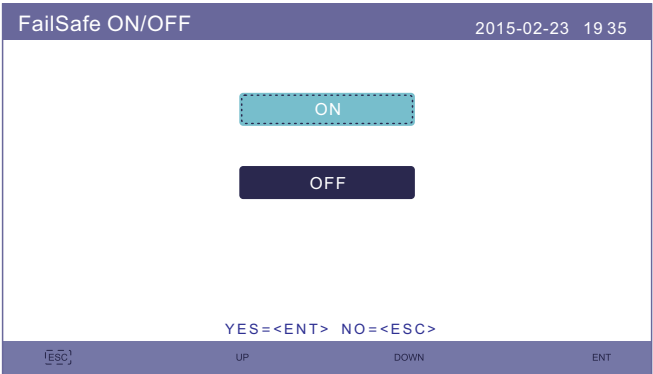 FailSafe ON/OFF 2015-02-23 19 35
ON
OFF
YES=<ENT> NO=<ESC>
ESC UP DOWN ENT